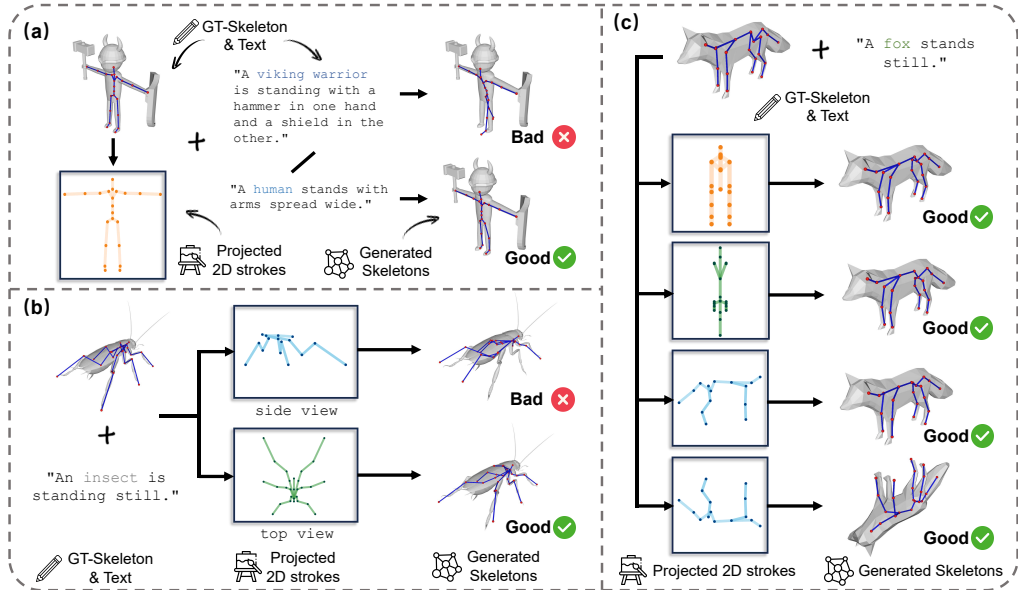 (a)
GT-Skeleton
& Text
"A viking warrior
is standing with a
hammer in one hand
and a shield in the
other."
Bad
"A human stands with
arms spread wide."
Projected
2D strokes
Generated
Skeletons
Good
(b)
side view
Bad
"An insect is
standing still."
top view
Good
GT-Skeleton
& Text
Projected
2D strokes
Generated
Skeletons
(c)
"A fox stands
still."
GT-Skeleton
& Text
Good
Good
Good
Good
Projected 2D strokes
Generated Skeletons